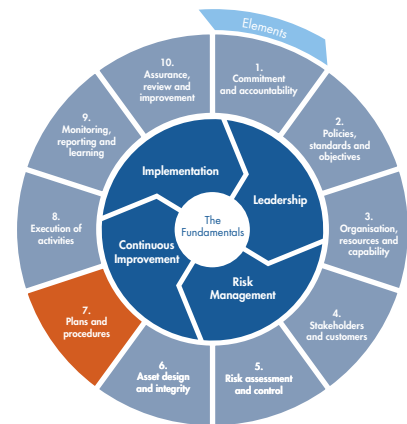 Elements
1.
Commitment
and accountability
2.
Policies,
standards and
objectives
3.
Organisation,
resources and
capability
4.
Stakeholders
and customers
5.
Risk assessment
and control
6.
Asset design
and integrity
7.
Plans and
procedures
8.
Execution of
activities
9.
Monitoring,
reporting and
learning
10.
Assurance,
review and
improvement
Implementation
Leadership
Risk
Management
Continuous
Improvement
The
Fundamentals